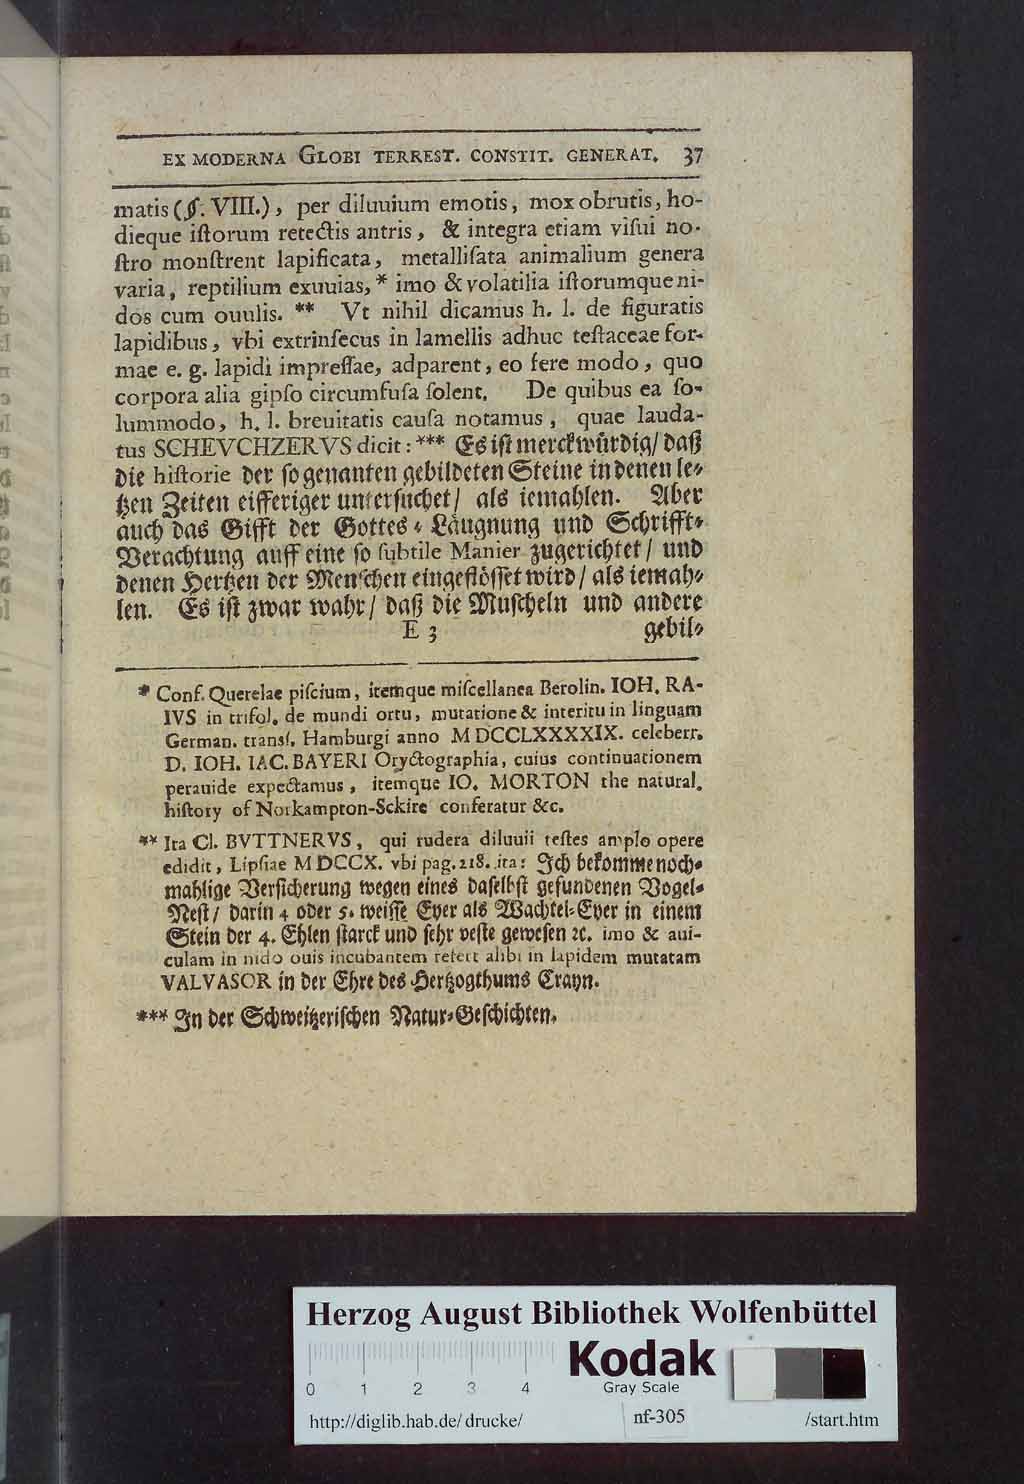 EX MODERNA GLOBI TERREST. CONSTIT. GENERAT. 37
matis (§. VIII.), per diluuium emotis, mox obrutis, ho-
dieque iſtorum retectis antris, & integra etiam viſui no-
ſtro monſtrent lapificata, metalliſata animalium genera
varia, reptilium exuuias, * imo & volatilia iſtorumque ni-
dos cum ouulis. ** Vt nihil dicamus h. l. de figuratis
lapidibus, vbi extrinſecus in lamellis adhuc teſtaceae for-
mae e. g. lapidi impreſſae, adparent, eo fere modo, quo
corpora alia gipſo circumfuſa ſolent. De quibus ea ſo-
lummodo, h. l. breuitatis cauſa notamus, quae lauda-
tus SCHEVCHZERVS dicit: *** Es iſt merckwürdig/ daß
die hiſtorie der ſo genanten gebildeten Steine in denen le-
tzen Zeiten eifferiger unterſuchet/ als iemahlen. Aber
auch das Gifft der Gottes-Läugnung und Schrifft-
Verachtung auff eine ſo ſubtile Manier zugerichtet/ und
denen Hertzen der Menſchen eingeflöſſet wird/ als iemah-
len. Es iſt zwar wahr/ daß die Muſcheln und andere
E 3 gebil-
* Conf. Querelae piſcium, itemque miſcellanea Berolin. IOH. RA-
IVS in trifol. de mundi ortu, mutatione & interitu in linguam
German. transſ. Hamburgi anno MDCCLXXXXIX. celeberr.
D. IOH. IAC. BAYERI Oryctographia, cuius continuationem
perauide expectamus, itemque IO. MORTON the natural.
hiſtory of Norkampton-Sckire conferatur &c.
** Ita Cl. BVTTNERVS, qui rudera diluuii teſtes amplo opere
edidit, Lipſiae MDCCX. vbi pag. 218. ita: Ich bekomme noch-
mahlige Verſicherung wegen eines daſelbſt gefundenen Vogel-
Neſt/ darin 4 oder 5. weiſſe Eyer als Wachtel-Eyer in einem
Stein der 4. Ehlen ſtarck und ſehr veſte geweſen ꝛc. imo & aui-
culam in nido ouis incubantem refert alibi in lapidem mutatam
VALVASOR in der Ehre des Hertzogthums Crayn.
*** In der Schweitzeriſchen Natur-Geſchichten.
Herzog August Bibliothek Wolfenbüttel
0 1 2 3 4
Kodak
Gray Scale
http://diglib.hab.de/drucke/ nf-305 /start.htm